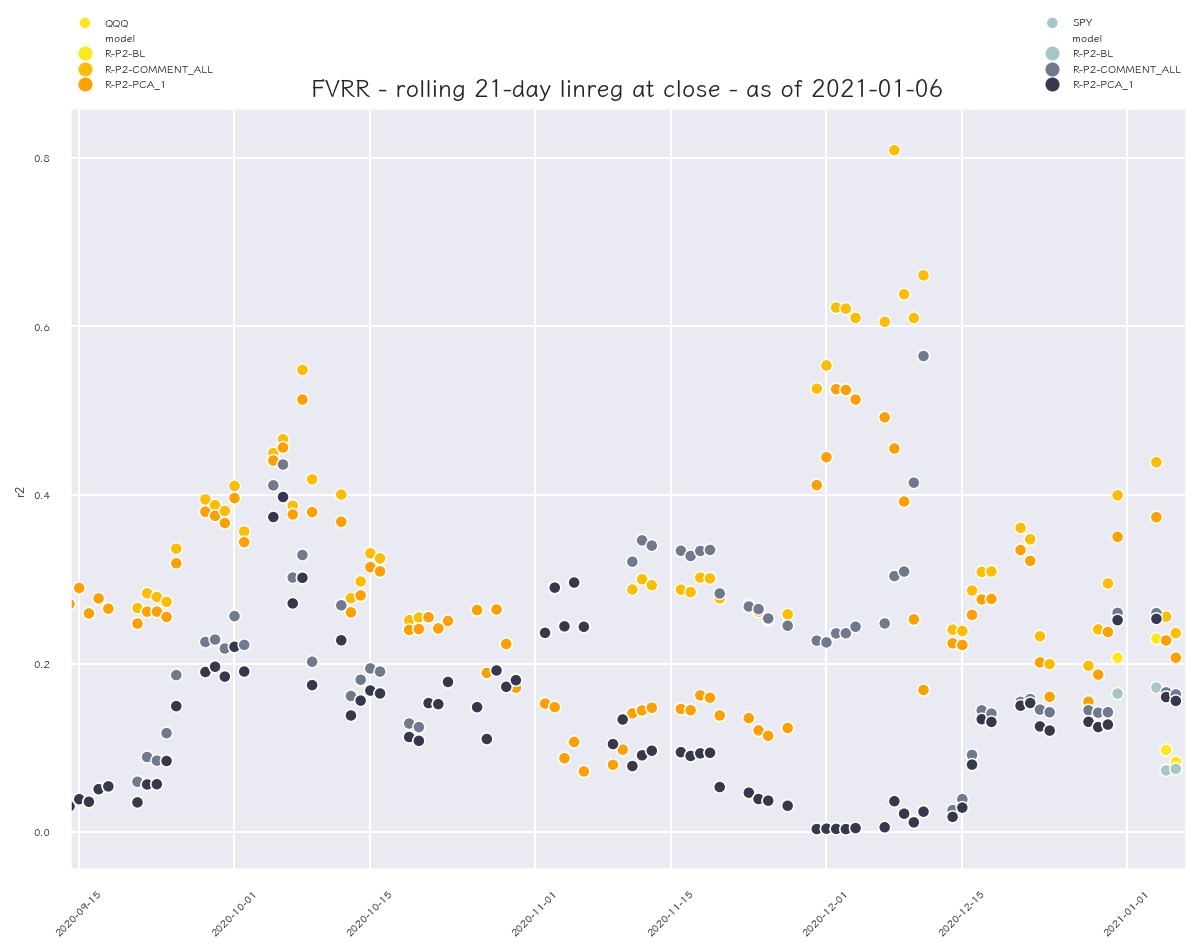 QQQ
model
R-P2-BL
R-P2-COMMENT_ALL
R-P2-PCA_1
SPY
model
R-P2-BL
R-P2-COMMENT_ALL
R-P2-PCA_1
FVRR - rolling 21-day linreg at close - as of 2021-01-06
0.8
0.6
0.4
0.2
0.0
r2
2020-09-15
2020-10-01
2020-10-15
2020-11-01
2020-11-15
2020-12-01
2020-12-15
2021-01-01